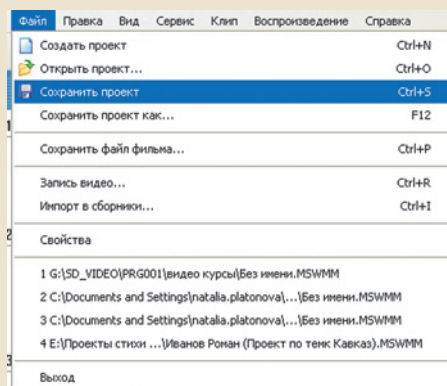 Файл Правка Вид Сервис Клип Воспроизведение Справка
Создать проект Ctrl+N
Открыть проект... Ctrl+O
Сохранить проект Ctrl+S
Сохранить проект как... F12
Сохранить файл фильма... Ctrl+P
Запись видео... Ctrl+R
Импорт в сборники... Ctrl+I
Свойства
1 G:\SD_VIDEO\PRG001\видео курсы\Без имени.MSWMM
2 C:\Documents and Settings\natalia.platonova\...\Без имени.MSWMM
3 C:\Documents and Settings\natalia.platonova\...\Без имени.MSWMM
4 E:\Проекты стихи ...\Иванов Роман (Проект по темк Кавказ).MSWMM
Выход